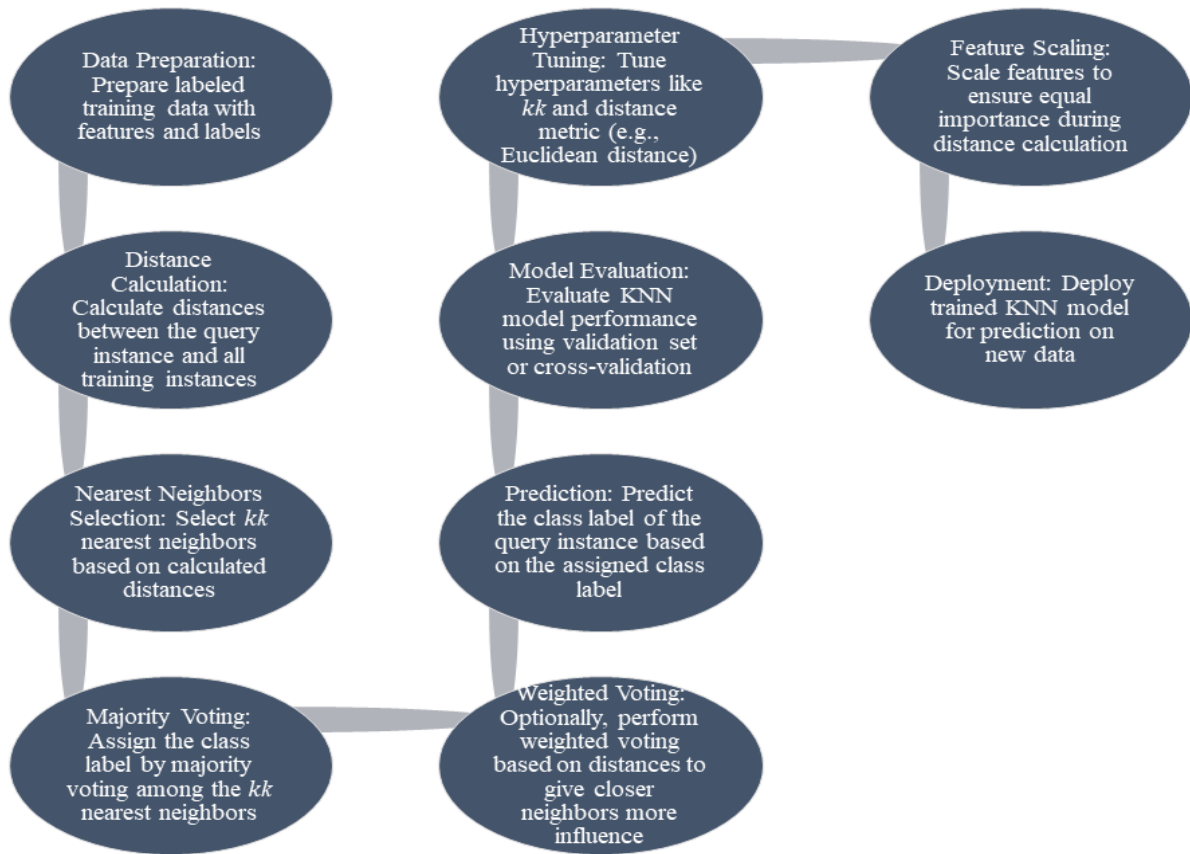 Data Preparation:
Prepare labeled
training data with
features and labels
Distance
Calculation:
Calculate distances
between the query
instance and all
training instances
Nearest Neighbors
Selection: Select kk
nearest neighbors
based on calculated
distances
Majority Voting:
Assign the class
label by majority
voting among the kk
nearest neighbors
Weighted Voting:
Optionally, perform
weighted voting
based on distances to
give closer
neighbors more
influence
Prediction: Predict
the class label of the
query instance based
on the assigned class
label
Model Evaluation:
Evaluate KNN
model performance
using validation set
or cross-validation
Hyperparameter
Tuning: Tune
hyperparameters like
kk and distance
metric (e.g.,
Euclidean distance)
Feature Scaling:
Scale features to
ensure equal
importance during
distance calculation
Deployment: Deploy
trained KNN model
for prediction on
new data